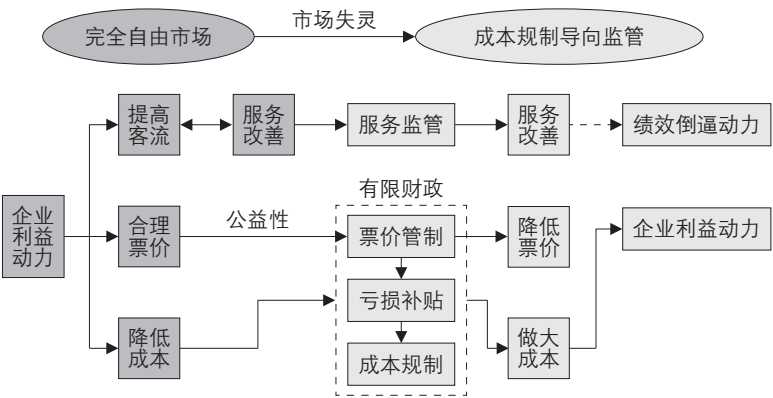 完全自由市场
市场失灵
成本规制导向监管
提高
客流
服务
改善
服务监管
服务
改善
绩效倒逼动力
有限财政
企业
利益
动力
合理
票价
公益性
票价管制
降低
票价
企业利益动力
亏损补贴
降低
成本
成本规制
做大
成本